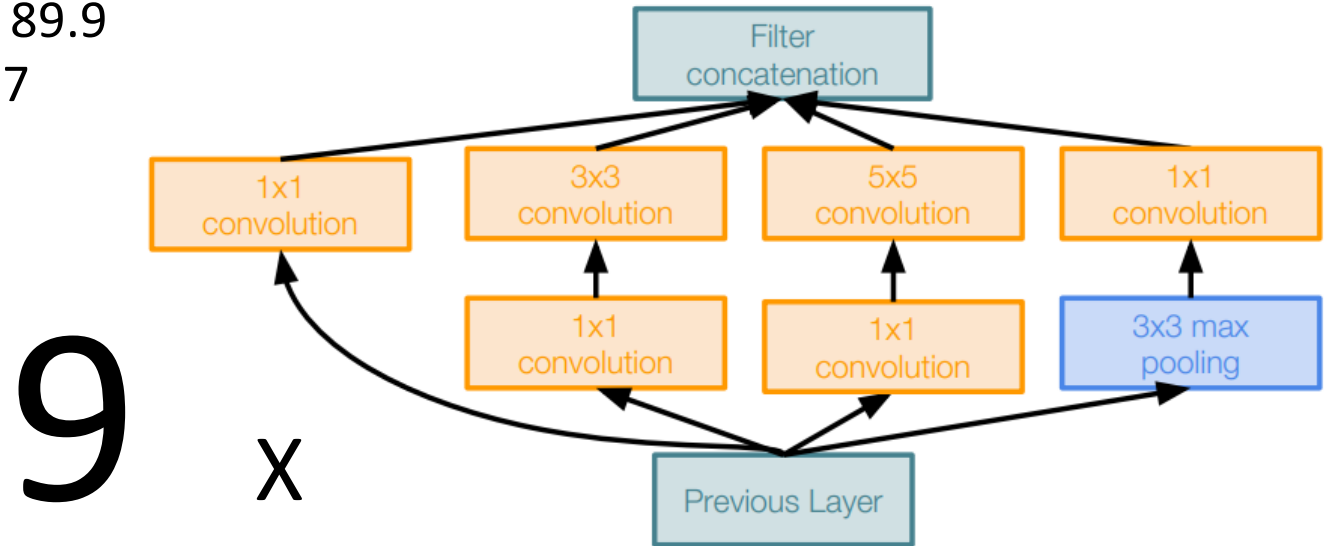 89.9
7
Filter
concatenation
1x1
convolution
3x3
convolution
5x5
convolution
1x1
convolution
1x1
convolution
1x1
convolution
3x3 max
pooling
9 x
Previous Layer